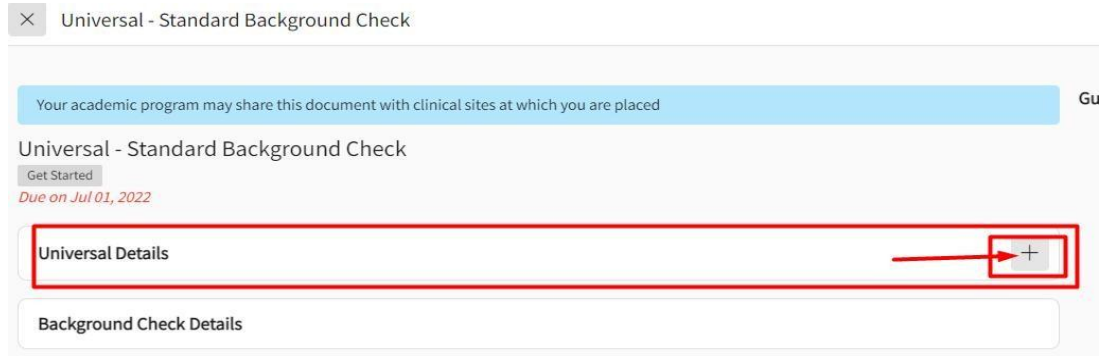 Universal - Standard Background Check
Your academic program may share this document with clinical sites at which you are placed
Gu
Universal - Standard Background Check
Get Started
Due on Jul 01, 2022
Universal Details
Background Check Details